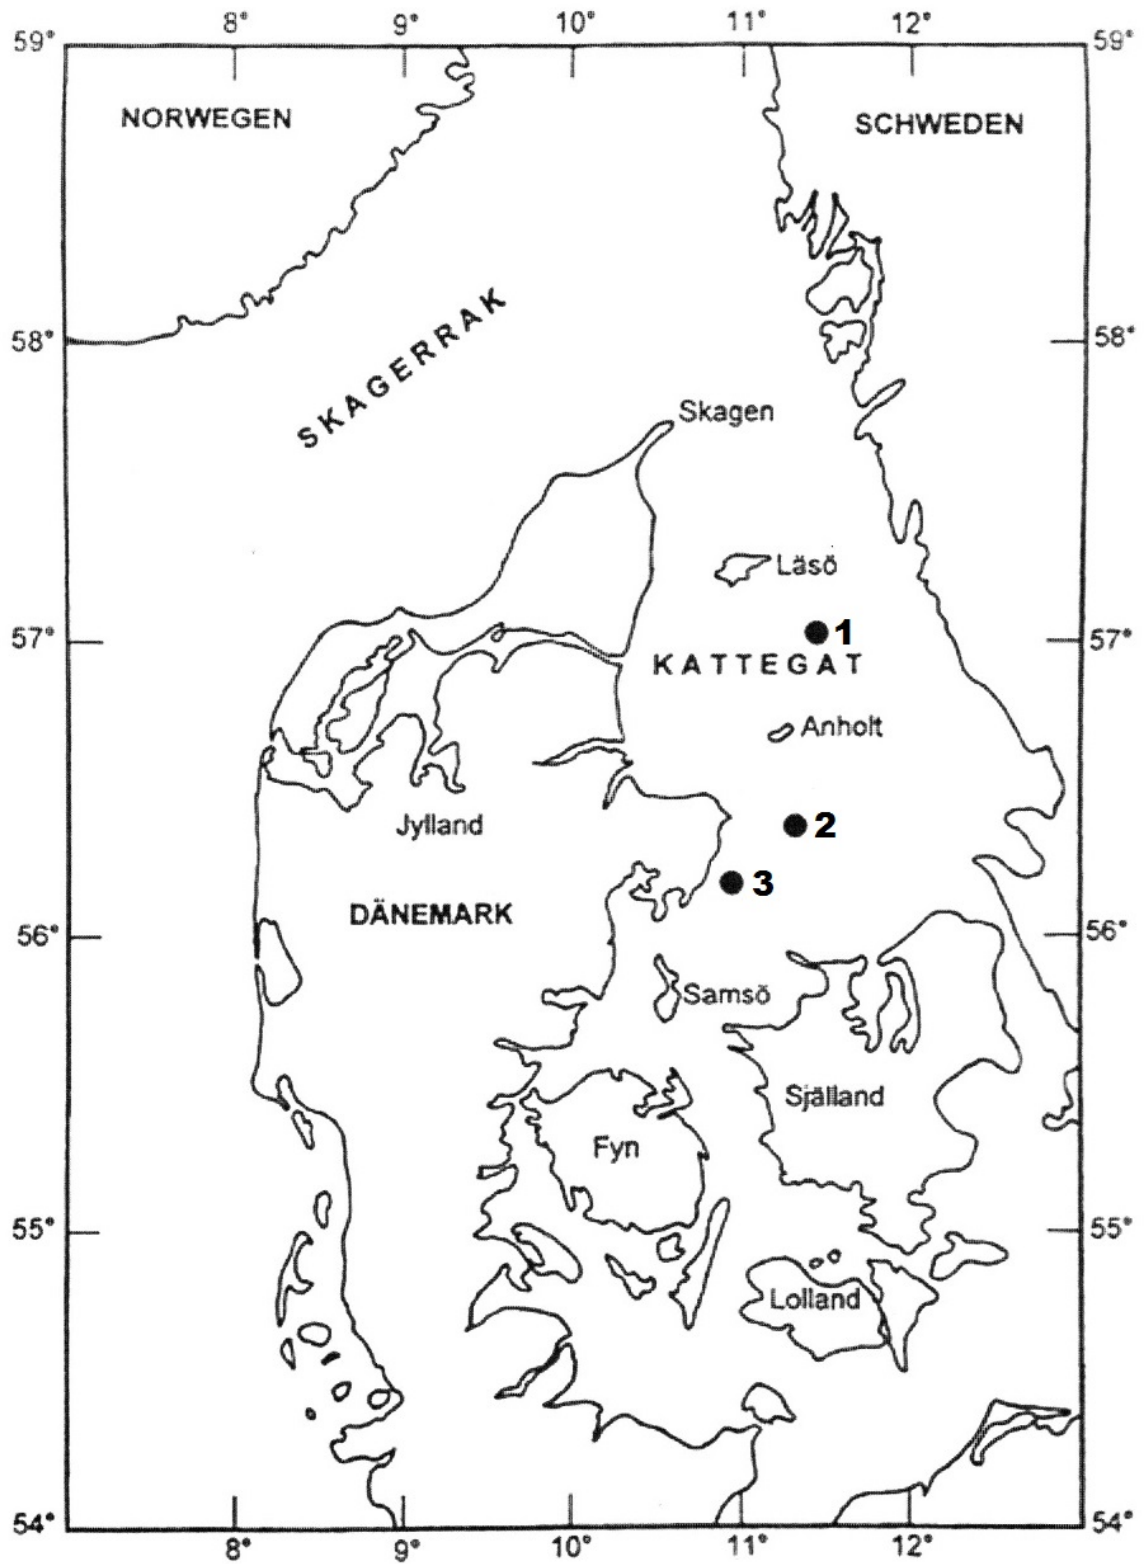 8° 9° 10° 11° 12°
59° 59°
NORWEGEN SCHWEDEN
SKAGERRAK
58° 58°
Skagen
Läsö
1
57° 57°
KATTEGAT
Anholt
Jylland 2
3
DÄNEMARK
56° 56°
Samsö
Själland
Fyn
55° 55°
Lolland
54° 54°
8° 9° 10° 11° 12°